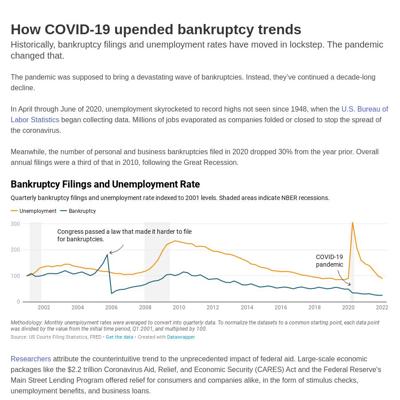 How COVID-19 upended bankruptcy trends
Historically, bankruptcy filings and unemployment rates have moved in lockstep. The pandemic
changed that.
The pandemic was supposed to bring a devastating wave of bankruptcies. Instead, they've continued a decade-long
decline.
In April through June of 2020, unemployment skyrocketed to record highs not seen since 1948, when the U.S. Bureau of
Labor Statistics began collecting data. Millions of jobs evaporated as companies folded or closed to stop the spread of
the coronavirus.
Meanwhile, the number of personal and business bankruptcies filed in 2020 dropped 30% from the year prior. Overall
annual filings were a third of that in 2010, following the Great Recession.
Bankruptcy Filings and Unemployment Rate
Quarterly bankruptcy filings and unemployment rate indexed to 2001 levels. Shaded areas indicate NBER recessions.
Unemployment Bankruptcy
300
Congress passed a law that made it harder to file
for bankruptcies.
200
COVID-19
pandemic
100
0
2002 2004 2006 2008 2010 2012 2014 2016 2018 2020 2022
Methodology: Monthly unemployment rates were averaged to convert into quarterly data. To normalize the datasets to a common starting point, each data point
was divided by the value from the initial time period, Q1 2001, and multiplied by 100.
Source: US Courts Filing Statistics, FRED • Get the data • Created with Datawrapper
Researchers attribute the counterintuitive trend to the unprecedented impact of federal aid. Large-scale economic
packages like the $2.2 trillion Coronavirus Aid, Relief, and Economic Security (CARES) Act and the Federal Reserve's
Main Street Lending Program offered relief for consumers and companies alike, in the form of stimulus checks,
unemployment benefits, and business loans.